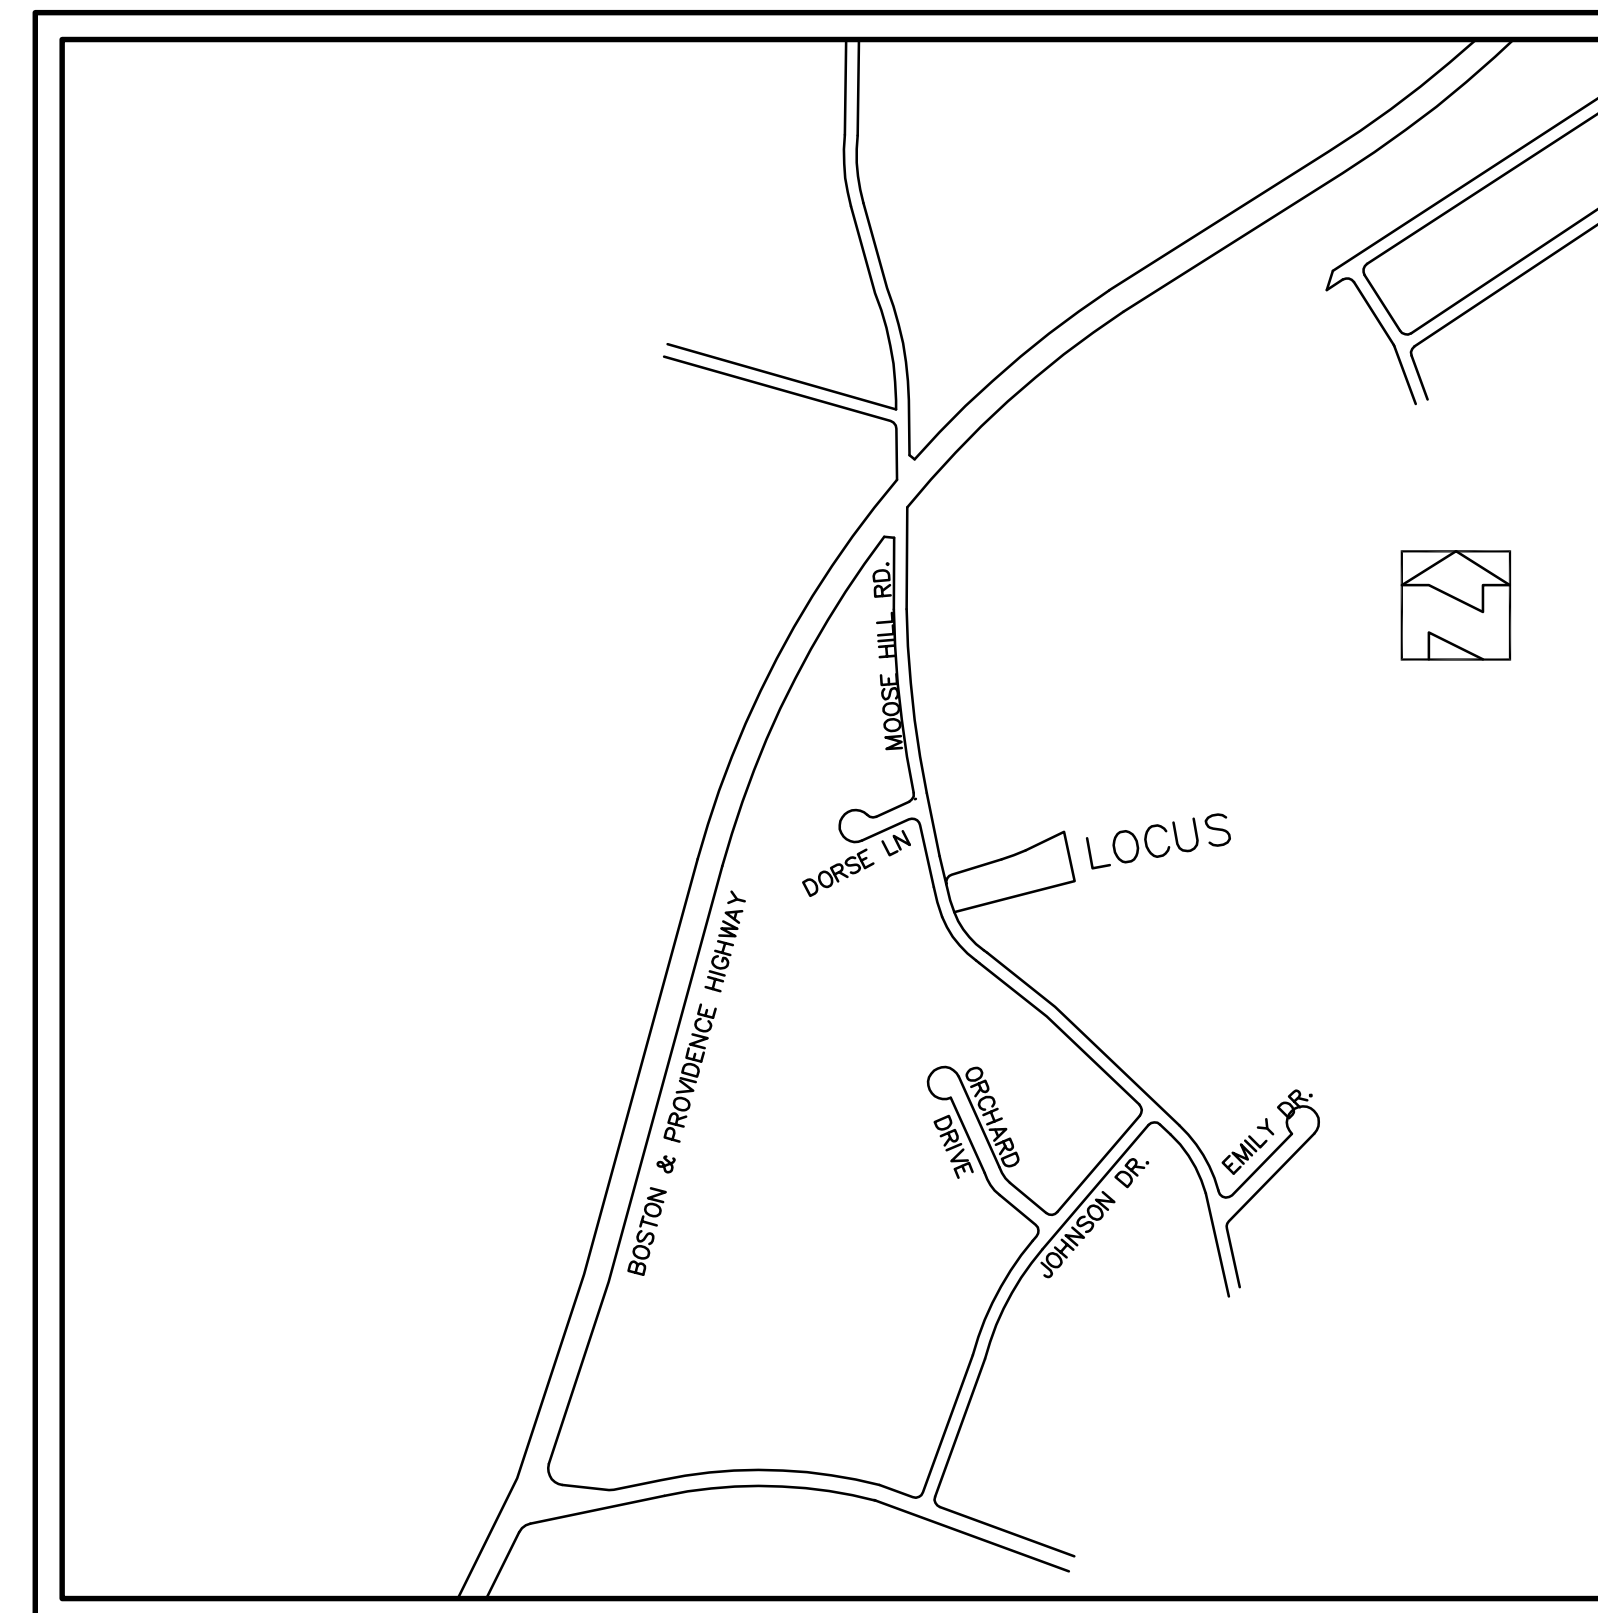 MOOSE HILL RD.
DORSE LN
LOCUS
BOSTON & PROVIDENCE HIGHWAY
ORCHARD
DRIVE
EMILY DR.
JOHNSON DR.